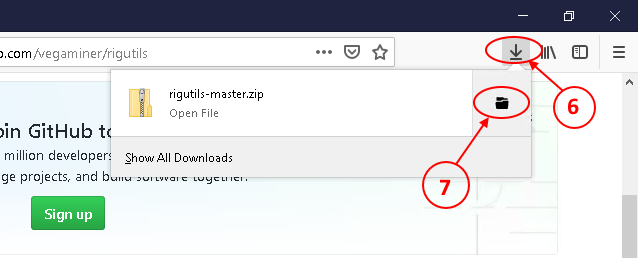 o.com/vegaminer/rigutils
6
rigutils-master.zip
Open File
7
Show All Downloads
oin GitHub to
million developers
ge projects, and build software together.
Sign up